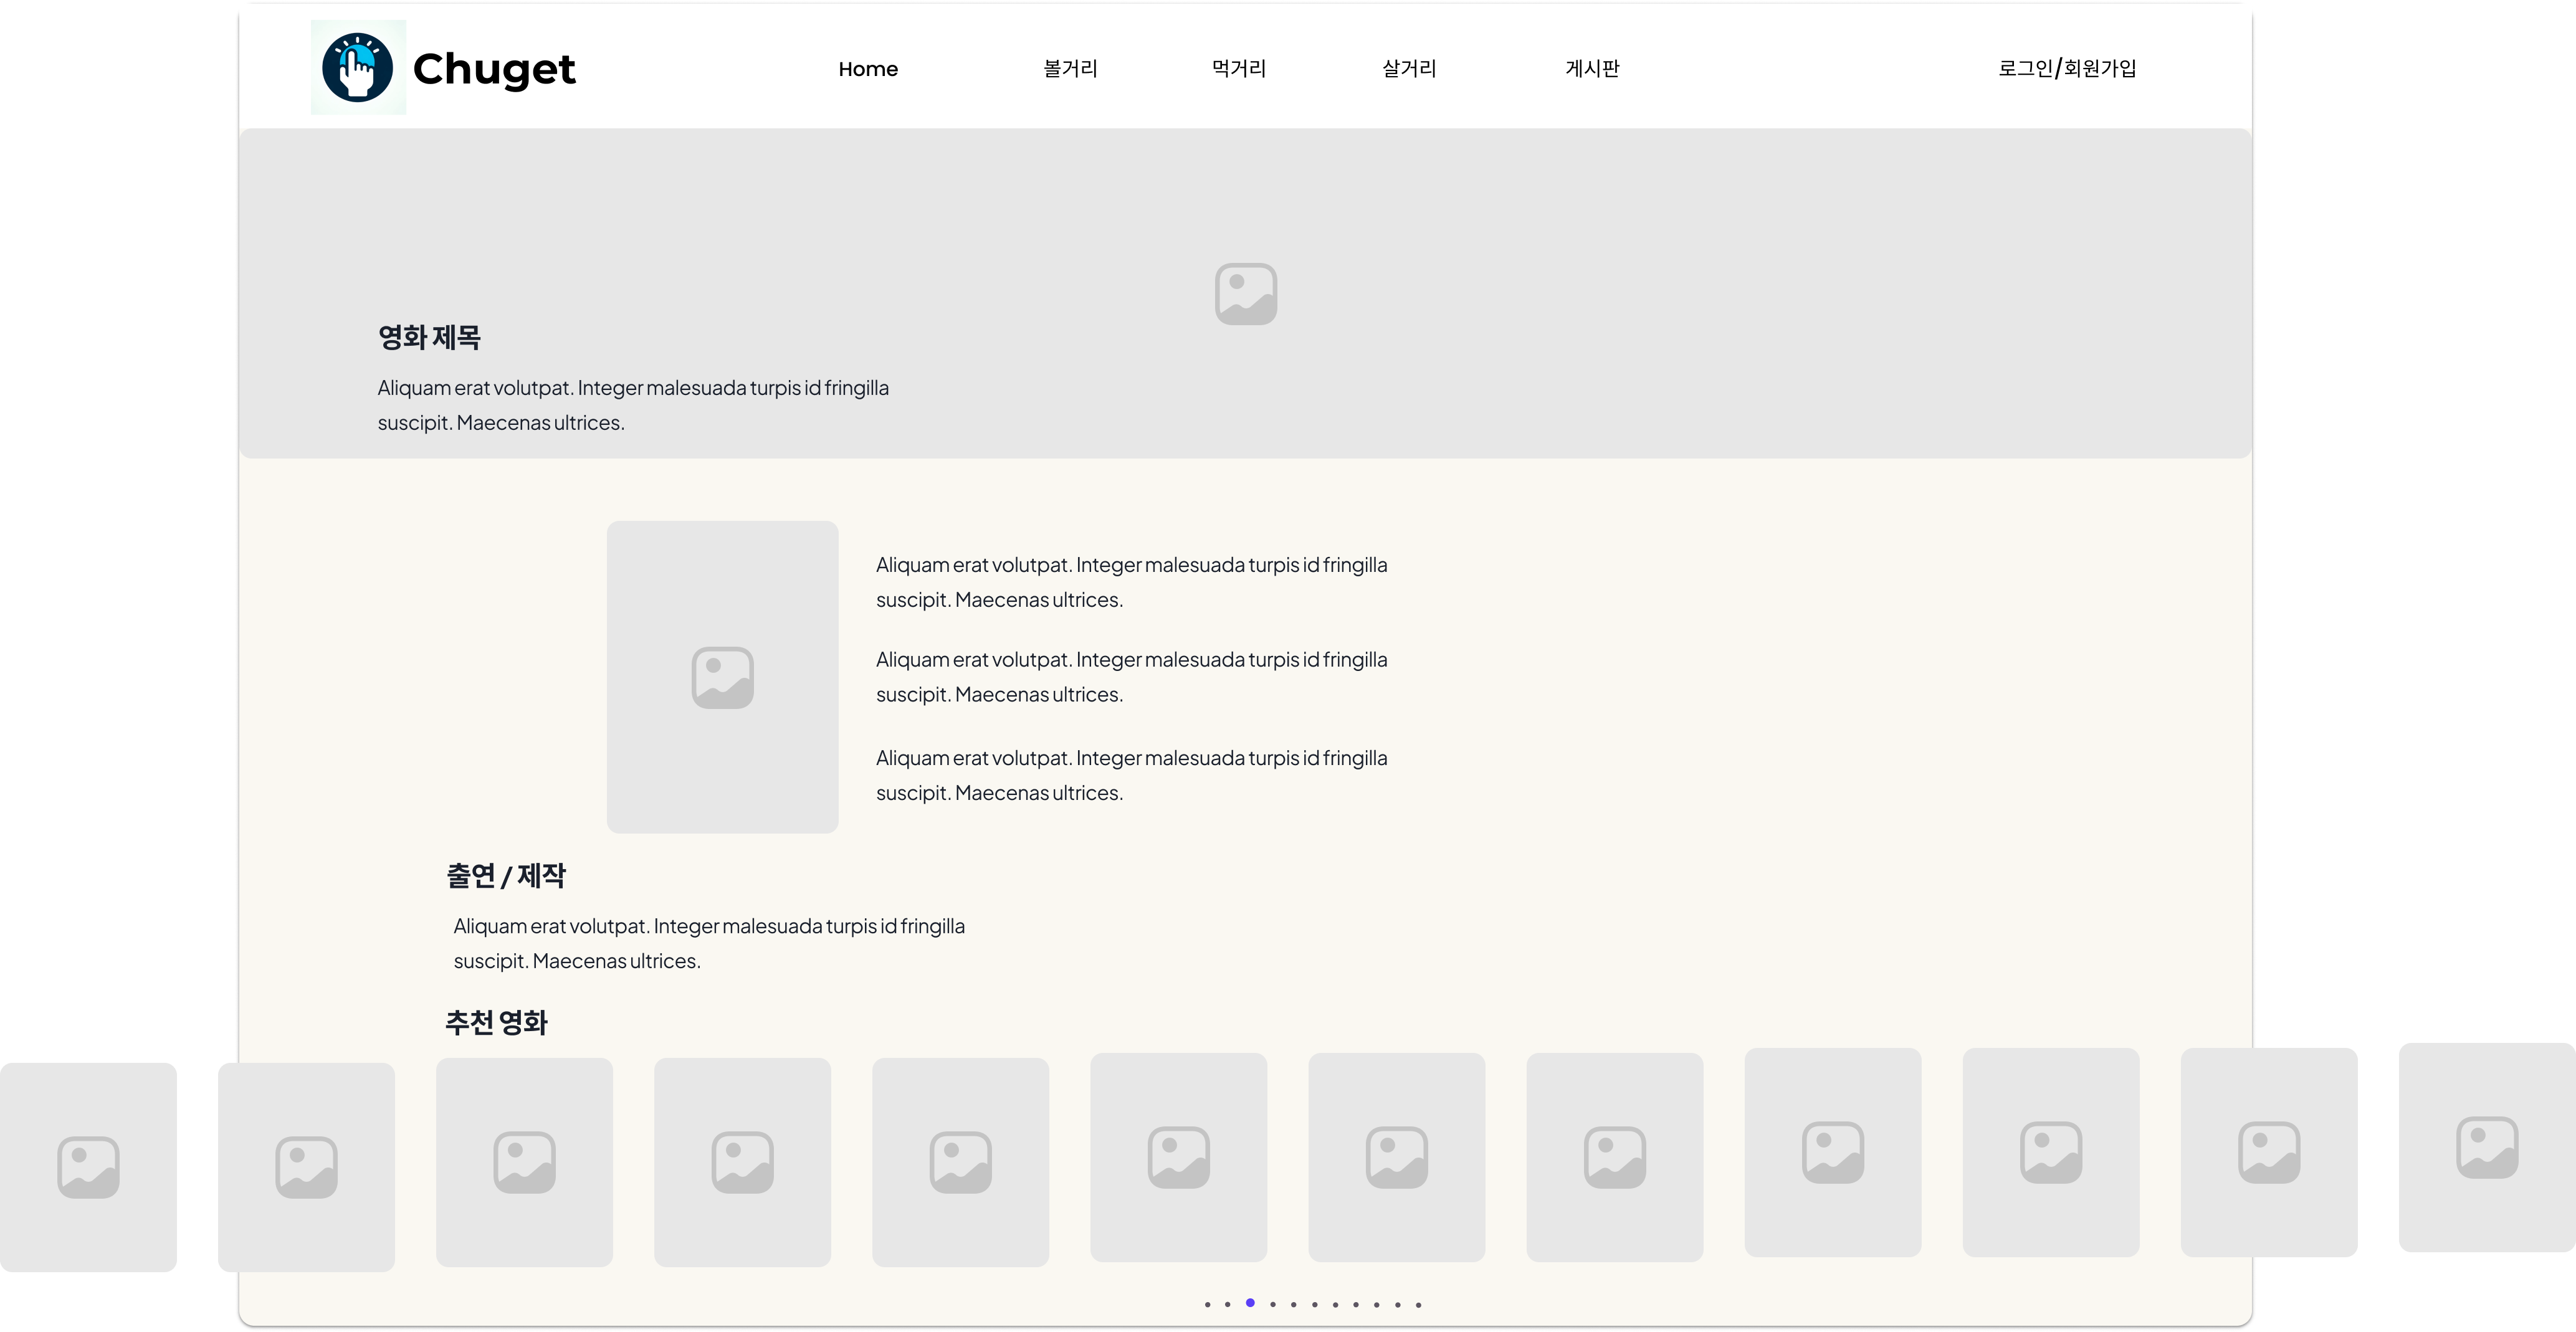 Chuget
Home
볼거리
먹거리
살거리
게시판
로그인/회원가입
영화 제목
Aliquam erat volutpat. Integer malesuada turpis id fringilla
suscipit. Maecenas ultrices.
Aliquam erat volutpat. Integer malesuada turpis id fringilla
suscipit. Maecenas ultrices.
Aliquam erat volutpat. Integer malesuada turpis id fringilla
suscipit. Maecenas ultrices.
Aliquam erat volutpat. Integer malesuada turpis id fringilla
suscipit. Maecenas ultrices.
출연 / 제작
Aliquam erat volutpat. Integer malesuada turpis id fringilla
suscipit. Maecenas ultrices.
추천 영화